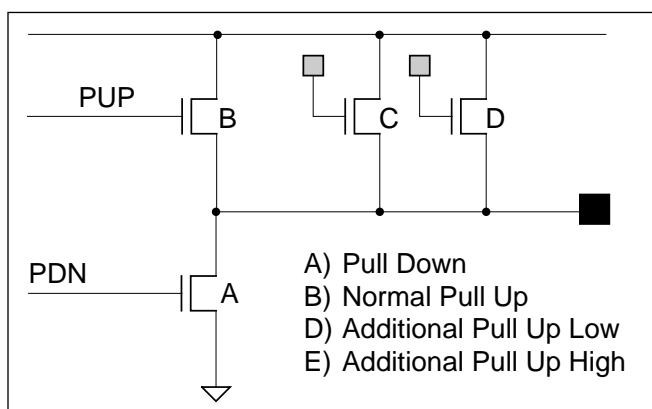 PUP
B
C
D
PDN
A
A) Pull Down
B) Normal Pull Up
D) Additional Pull Up Low
E) Additional Pull Up High